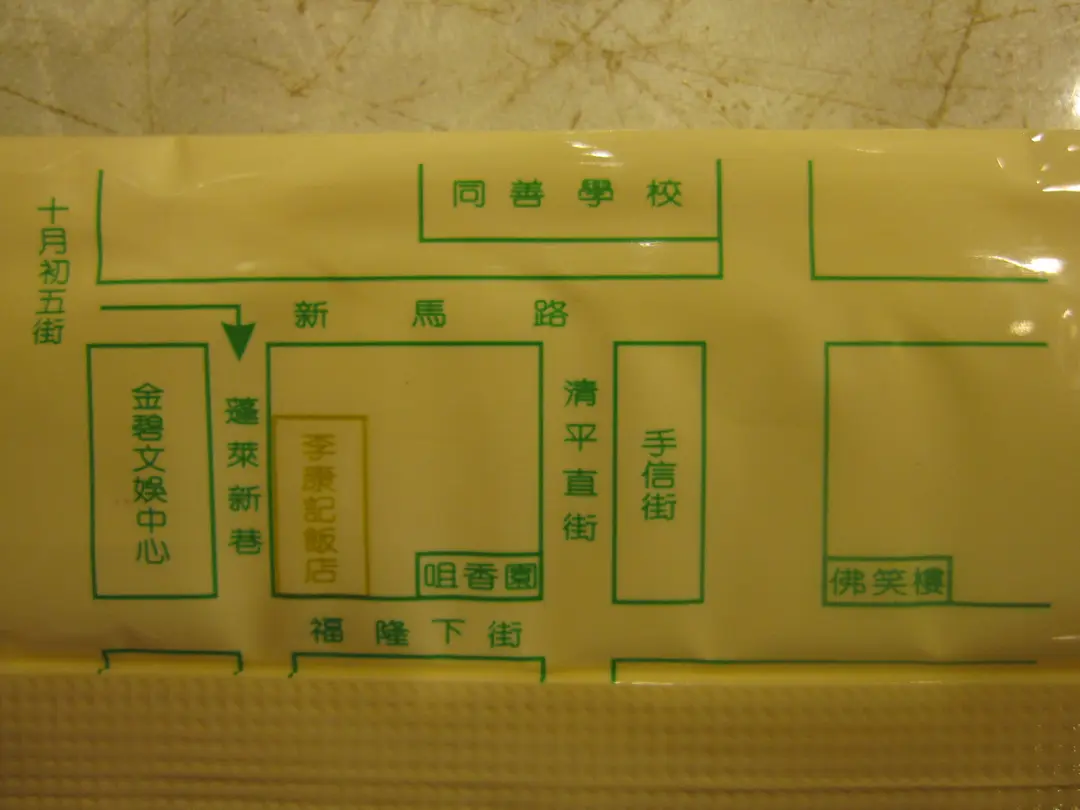 同善學校
十月初五街
新馬路
金碧文娛中心
蓬萊新巷
李康記飯店
咀香園
清平直街
手信街
佛笑樓
福隆下街